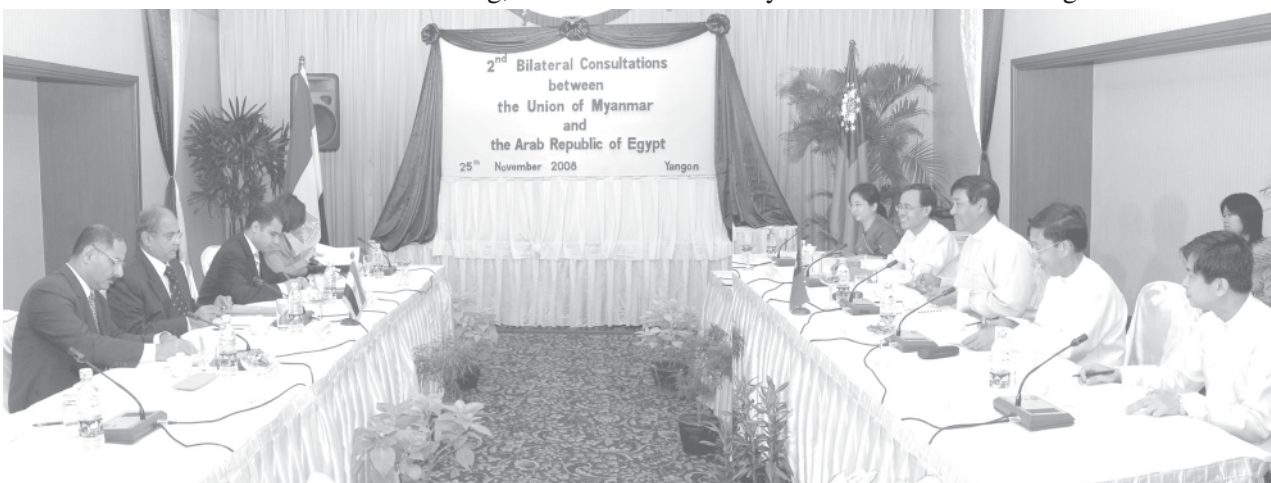 2nd Bilateral Consultations
between
the Union of Myanmar
and
the Arab Republic of Egypt
25th November 2008 Yangon